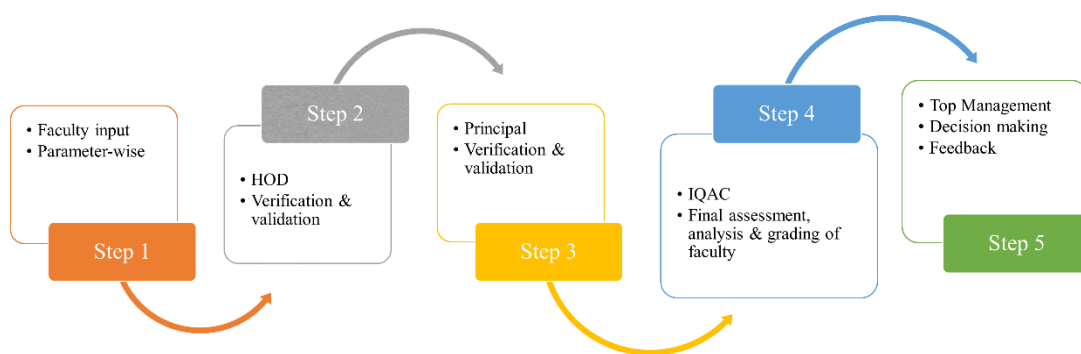 • Faculty input
• Parameter-wise
Step 1
Step 2
• HOD
• Verification &
validation
• Principal
• Verification &
validation
Step 3
Step 4
• IQAC
• Final assessment,
analysis & grading of
faculty
• Top Management
• Decision making
• Feedback
Step 5